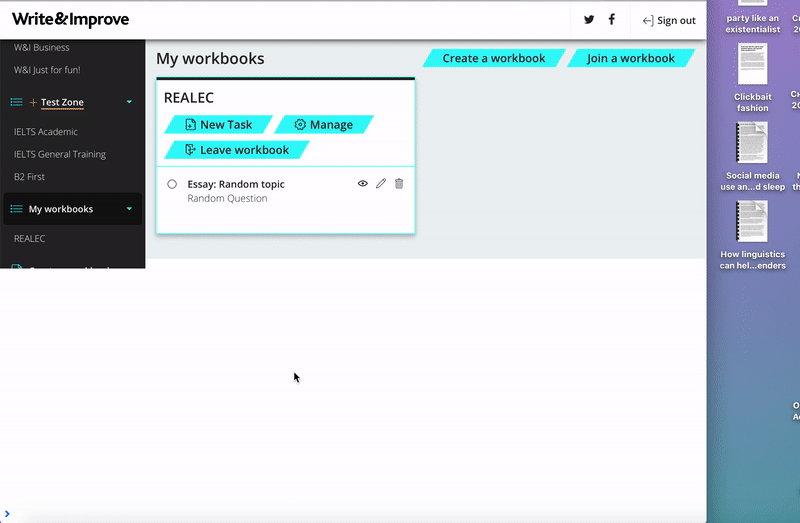 Write&Improve
Sign out
W&I Business
W&I Just for fun!
+ Test Zone
IELTS Academic
IELTS General Training
B2 First
My workbooks
REALEC
My workbooks
Create a workbook
Join a workbook
REALEC
New Task
Manage
Leave workbook
Essay: Random topic
Random Question
party like an
existentialist
Clickbait
fashion
Social media
use an...d sleep
How linguistics
can hel...enders